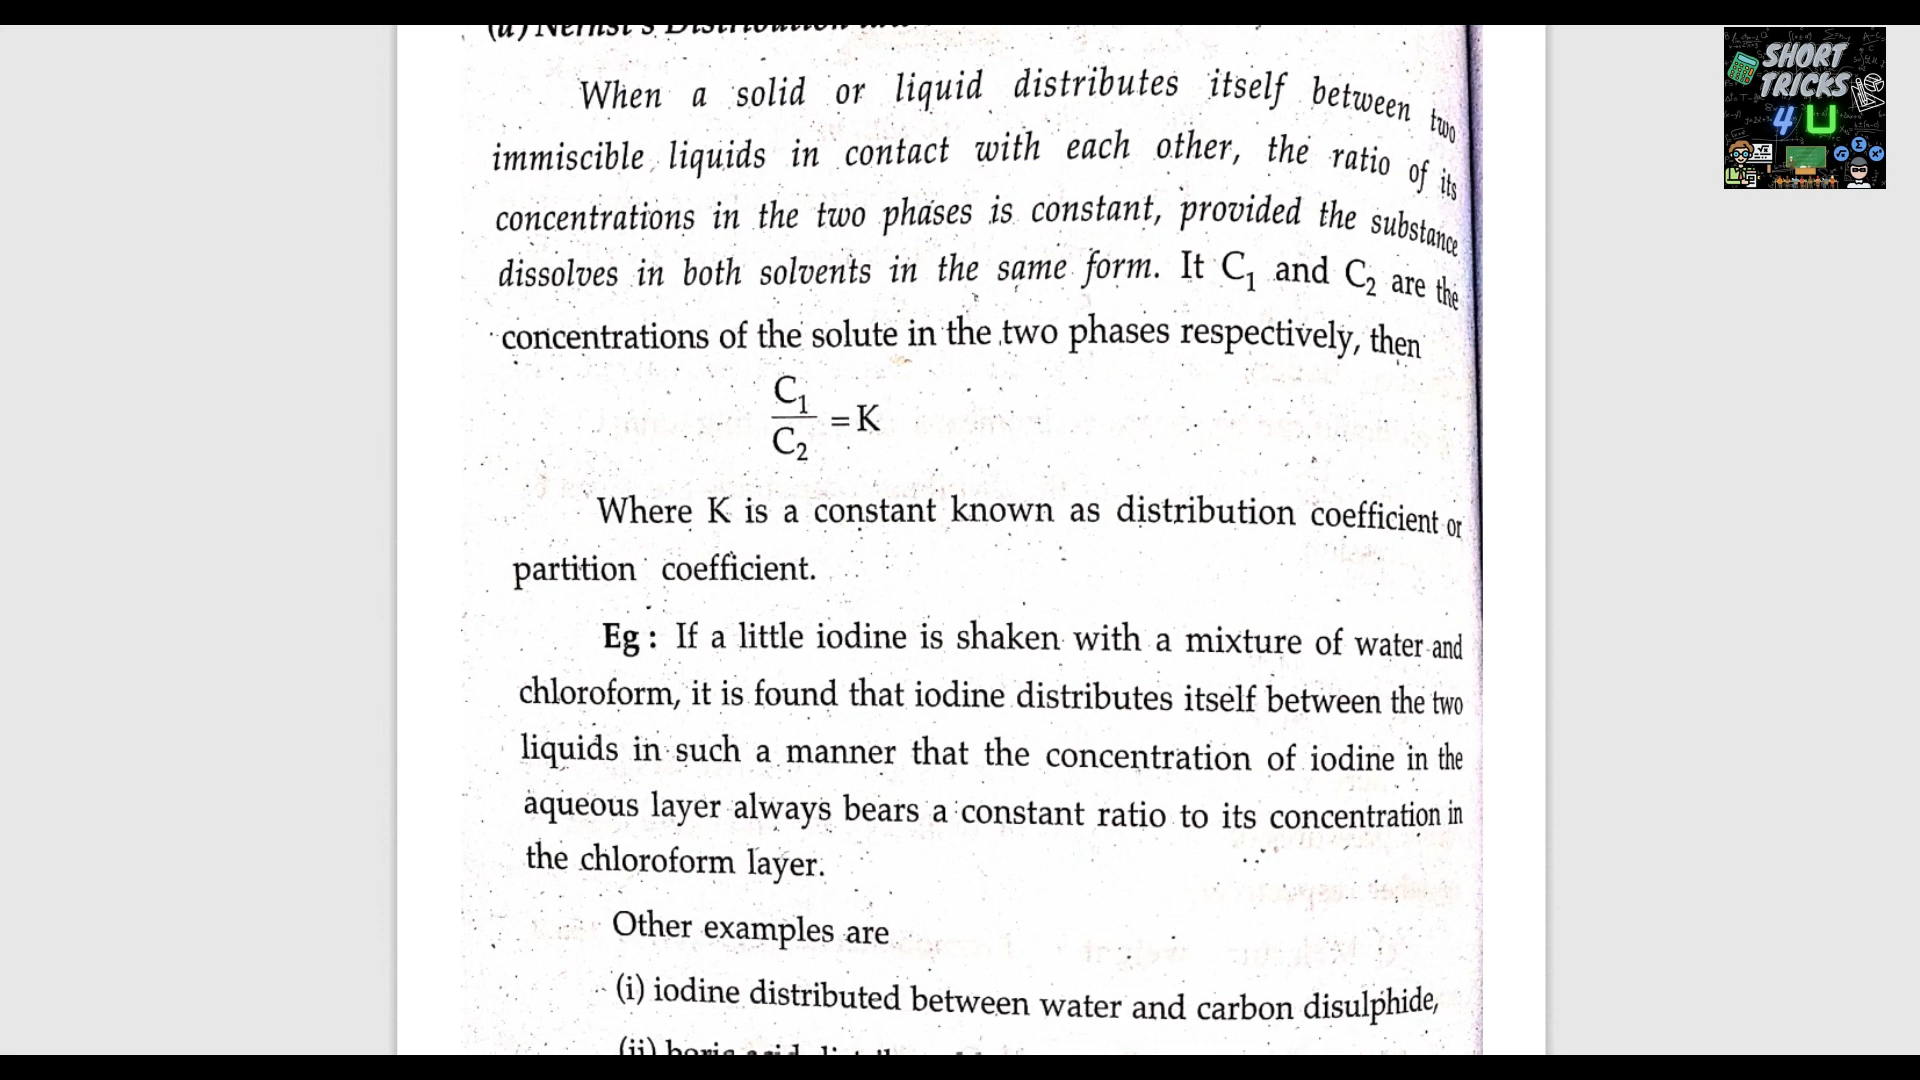 (a) Nernst's Distribution
When a solid or liquid distributes itself between two
immiscible liquids in contact with each other, the ratio of its
concentrations in the two phases is constant, provided the substance
dissolves in both solvents in the same form. It C₁ and C₂ are the
concentrations of the solute in the two phases respectively, then
C₁
— = K
C₂
Where K is a constant known as distribution coefficient or
partition coefficient.
Eg : If a little iodine is shaken with a mixture of water and
chloroform, it is found that iodine distributes itself between the two
liquids in such a manner that the concentration of iodine in the
aqueous layer always bears a constant ratio to its concentration in
the chloroform layer.
Other examples are
(i) iodine distributed between water and carbon disulphide,
(ii) boric acid
SHORT
TRICKS
4 U